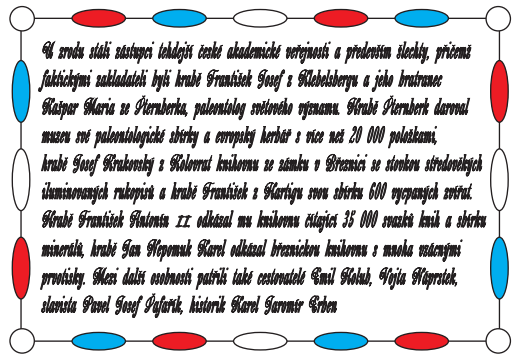 U zrodu stáli zástupci tehdejší české akademické veřejnosti a především šlechty, přičemž
faktickými zakladateli byli hrabě František Josef z Klebelsbergu a jeho bratranec
Kašpar Maria ze Šternberka, paleontolog světového významu. Hrabě Šternberk daroval
muzeu své paleontologické sbírky a evropský herbář s více než 20 000 položkami,
hrabě Josef Krakovský z Kolovrat knihovnu ze zámku v Březnici se stovkou středověkých
iluminovaných rukopisů a hrabě František z Hartigu svou sbírku 600 vycpaných zvířat.
Hrabě František Antonín II odkázal mu knihovnu čítající 35 000 svazků knih a sbírku
minerálů, hrabě Jan Nepomuk Karel odkázal březnickou knihovnu s mnoha vzácnými
prvotisky. Mezi další osobnosti patřili také cestovatelé Emil Holub, Vojta Náprstek,
slavista Pavel Josef Šafařík, historik Karel Jaromír Erben